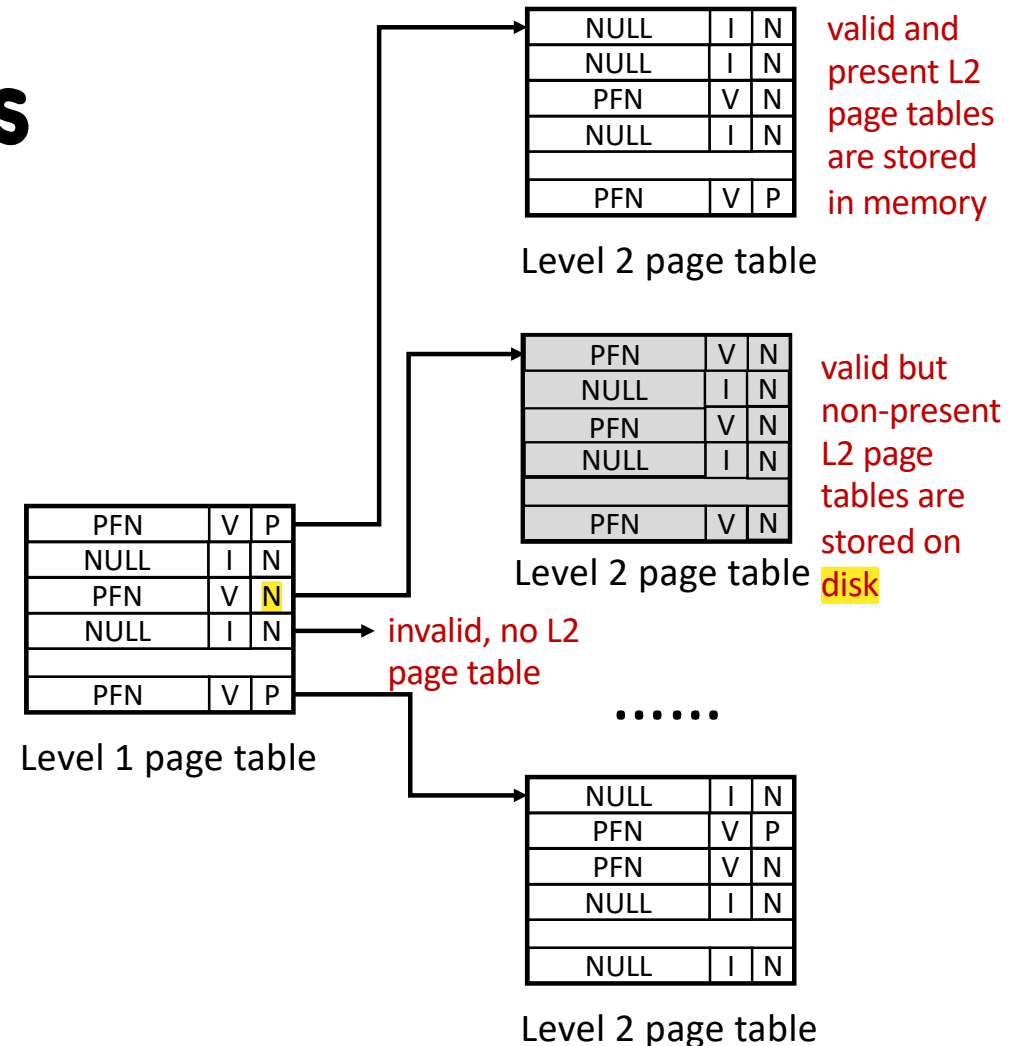 s
NULL I N
NULL I N
PFN V N
NULL I N
PFN V P
valid and
present L2
page tables
are stored
in memory
Level 2 page table
PFN V N
NULL I N
PFN V N
NULL I N
PFN V N
valid but
non-present
L2 page
tables are
stored on
disk
Level 2 page table
PFN V P
NULL I N
PFN V N
NULL I N
PFN V P
invalid, no L2
page table
Level 1 page table
......
NULL I N
PFN V P
PFN V N
NULL I N
NULL I N
Level 2 page table